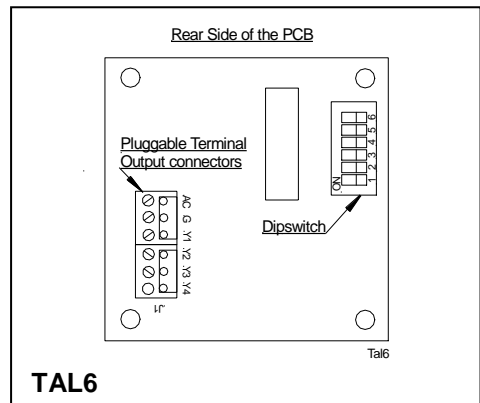 Rear Side of the PCB
Pluggable Terminal
Output connectors
AC
G
Y1
Y2
Y3
Y4
J1
ON
1 2 3 4 5 6
Dipswitch
Tal6
TAL6